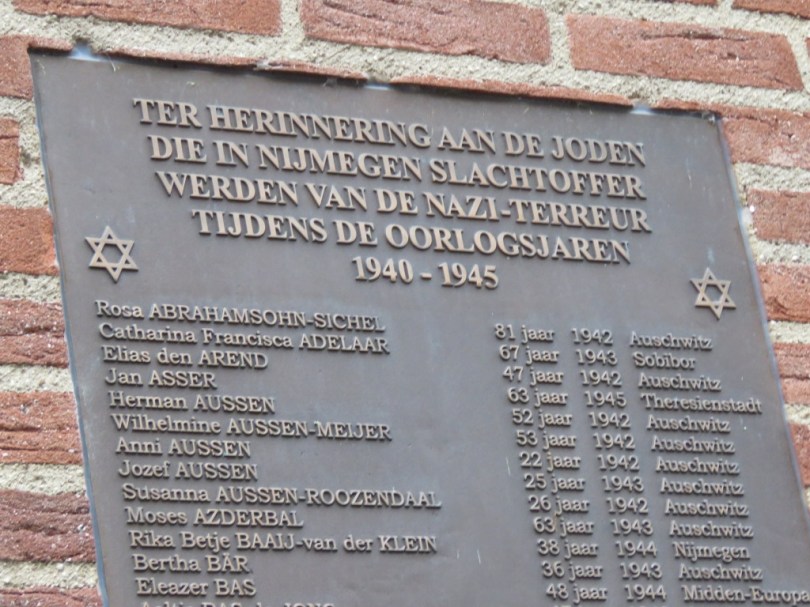 TER HERINNERING AAN DE JODEN
DIE IN NIJMEGEN SLACHTOFFER
WERDEN VAN DE NAZI-TERREUR
TIJDENS DE OORLOGSJAREN
1940 - 1945
Rosa ABRAHAMSOHN-SICHEL 81 jaar 1942 Auschwitz
Catharina Francisca ADELAAR 67 jaar 1943 Sobibor
Elias den AREND 47 jaar 1942 Auschwitz
Jan ASSER 63 jaar 1945 Theresienstadt
Herman AUSSEN 52 jaar 1942 Auschwitz
Wilhelmine AUSSEN-MEIJER 53 jaar 1942 Auschwitz
Anni AUSSEN 22 jaar 1942 Auschwitz
Jozef AUSSEN 25 jaar 1943 Auschwitz
Susanna AUSSEN-ROOZENDAAL 26 jaar 1942 Auschwitz
Moses AZDERBAL 63 jaar 1943 Auschwitz
Rika Betje BAAIJ-van der KLEIN 38 jaar 1944 Nijmegen
Bertha BÄR 36 jaar 1943 Auschwitz
Eleazer BAS 48 jaar 1944 Midden-Europa